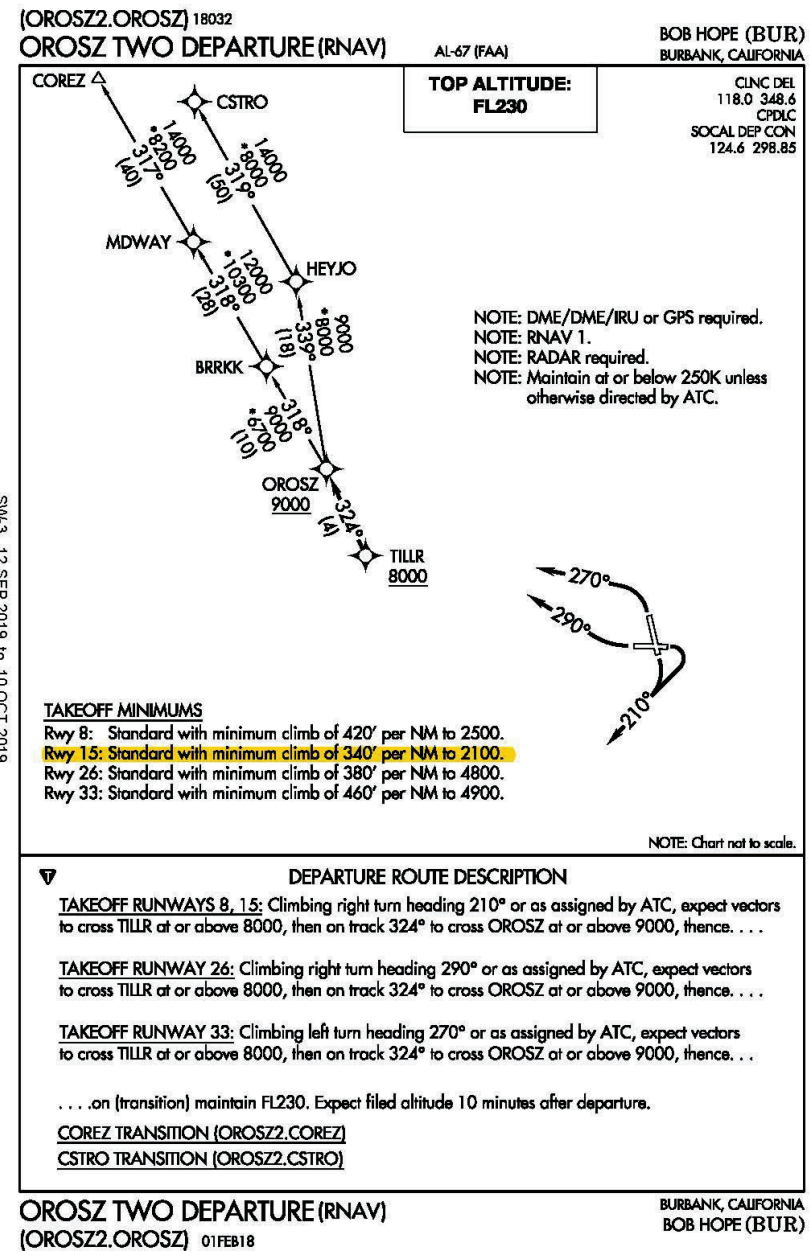 (OROSZ2.OROSZ) 18032
OROSZ TWO DEPARTURE (RNAV)
AL-67 (FAA)
BOB HOPE (BUR)
BURBANK, CALIFORNIA
TOP ALTITUDE:
FL230
CLNC DEL
118.0 348.6
CPDLC
SOCAL DEP CON
124.6 298.85
COREZ
CSTRO
14000
*8200
317°
(40)
14000
*8000
319°
(50)
MDWAY
HEYJO
12000
*10300
318°
(28)
9000
*8000
339°
(18)
NOTE: DME/DME/IRU or GPS required.
NOTE: RNAV 1.
NOTE: RADAR required.
NOTE: Maintain at or below 250K unless
otherwise directed by ATC.
BRRKK
318°
9000
*6700
(10)
OROSZ
9000
324°
(4)
TILLR
8000
270°
290°
210°
SW-3, 12 SEP 2019 to 10 OCT 2019
TAKEOFF MINIMUMS
Rwy 8: Standard with minimum climb of 420' per NM to 2500.
Rwy 15: Standard with minimum climb of 340' per NM to 2100.
Rwy 26: Standard with minimum climb of 380' per NM to 4800.
Rwy 33: Standard with minimum climb of 460' per NM to 4900.
NOTE: Chart not to scale.
T
DEPARTURE ROUTE DESCRIPTION
TAKEOFF RUNWAYS 8, 15: Climbing right turn heading 210° or as assigned by ATC, expect vectors
to cross TILLR at or above 8000, then on track 324° to cross OROSZ at or above 9000, thence. . . .
TAKEOFF RUNWAY 26: Climbing right turn heading 290° or as assigned by ATC, expect vectors
to cross TILLR at or above 8000, then on track 324° to cross OROSZ at or above 9000, thence. . . .
TAKEOFF RUNWAY 33: Climbing left turn heading 270° or as assigned by ATC, expect vectors
to cross TILLR at or above 8000, then on track 324° to cross OROSZ at or above 9000, thence. . .
. . . .on (transition) maintain FL230. Expect filed altitude 10 minutes after departure.
COREZ TRANSITION (OROSZ2.COREZ)
CSTRO TRANSITION (OROSZ2.CSTRO)
OROSZ TWO DEPARTURE (RNAV)
(OROSZ2.OROSZ) 01FEB18
BURBANK, CALIFORNIA
BOB HOPE (BUR)